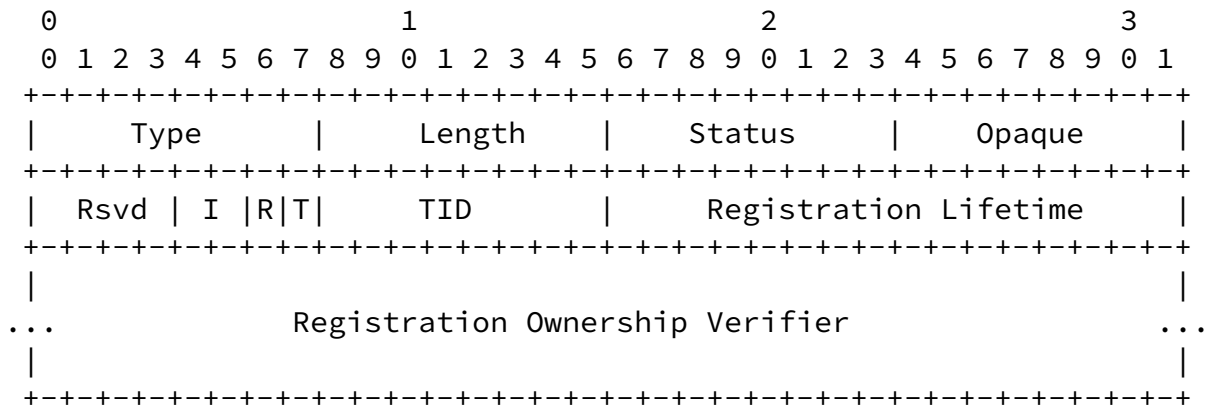 0                   1                   2                   3
 0 1 2 3 4 5 6 7 8 9 0 1 2 3 4 5 6 7 8 9 0 1 2 3 4 5 6 7 8 9 0 1
+-+-+-+-+-+-+-+-+-+-+-+-+-+-+-+-+-+-+-+-+-+-+-+-+-+-+-+-+-+-+-+-+
|     Type      |     Length    |    Status     |    Opaque     |
+-+-+-+-+-+-+-+-+-+-+-+-+-+-+-+-+-+-+-+-+-+-+-+-+-+-+-+-+-+-+-+-+
|  Rsvd | I |R|T|     TID       |     Registration Lifetime     |
+-+-+-+-+-+-+-+-+-+-+-+-+-+-+-+-+-+-+-+-+-+-+-+-+-+-+-+-+-+-+-+-+
|                                                               |
...             Registration Ownership Verifier                 ...
|                                                               |
+-+-+-+-+-+-+-+-+-+-+-+-+-+-+-+-+-+-+-+-+-+-+-+-+-+-+-+-+-+-+-+-+